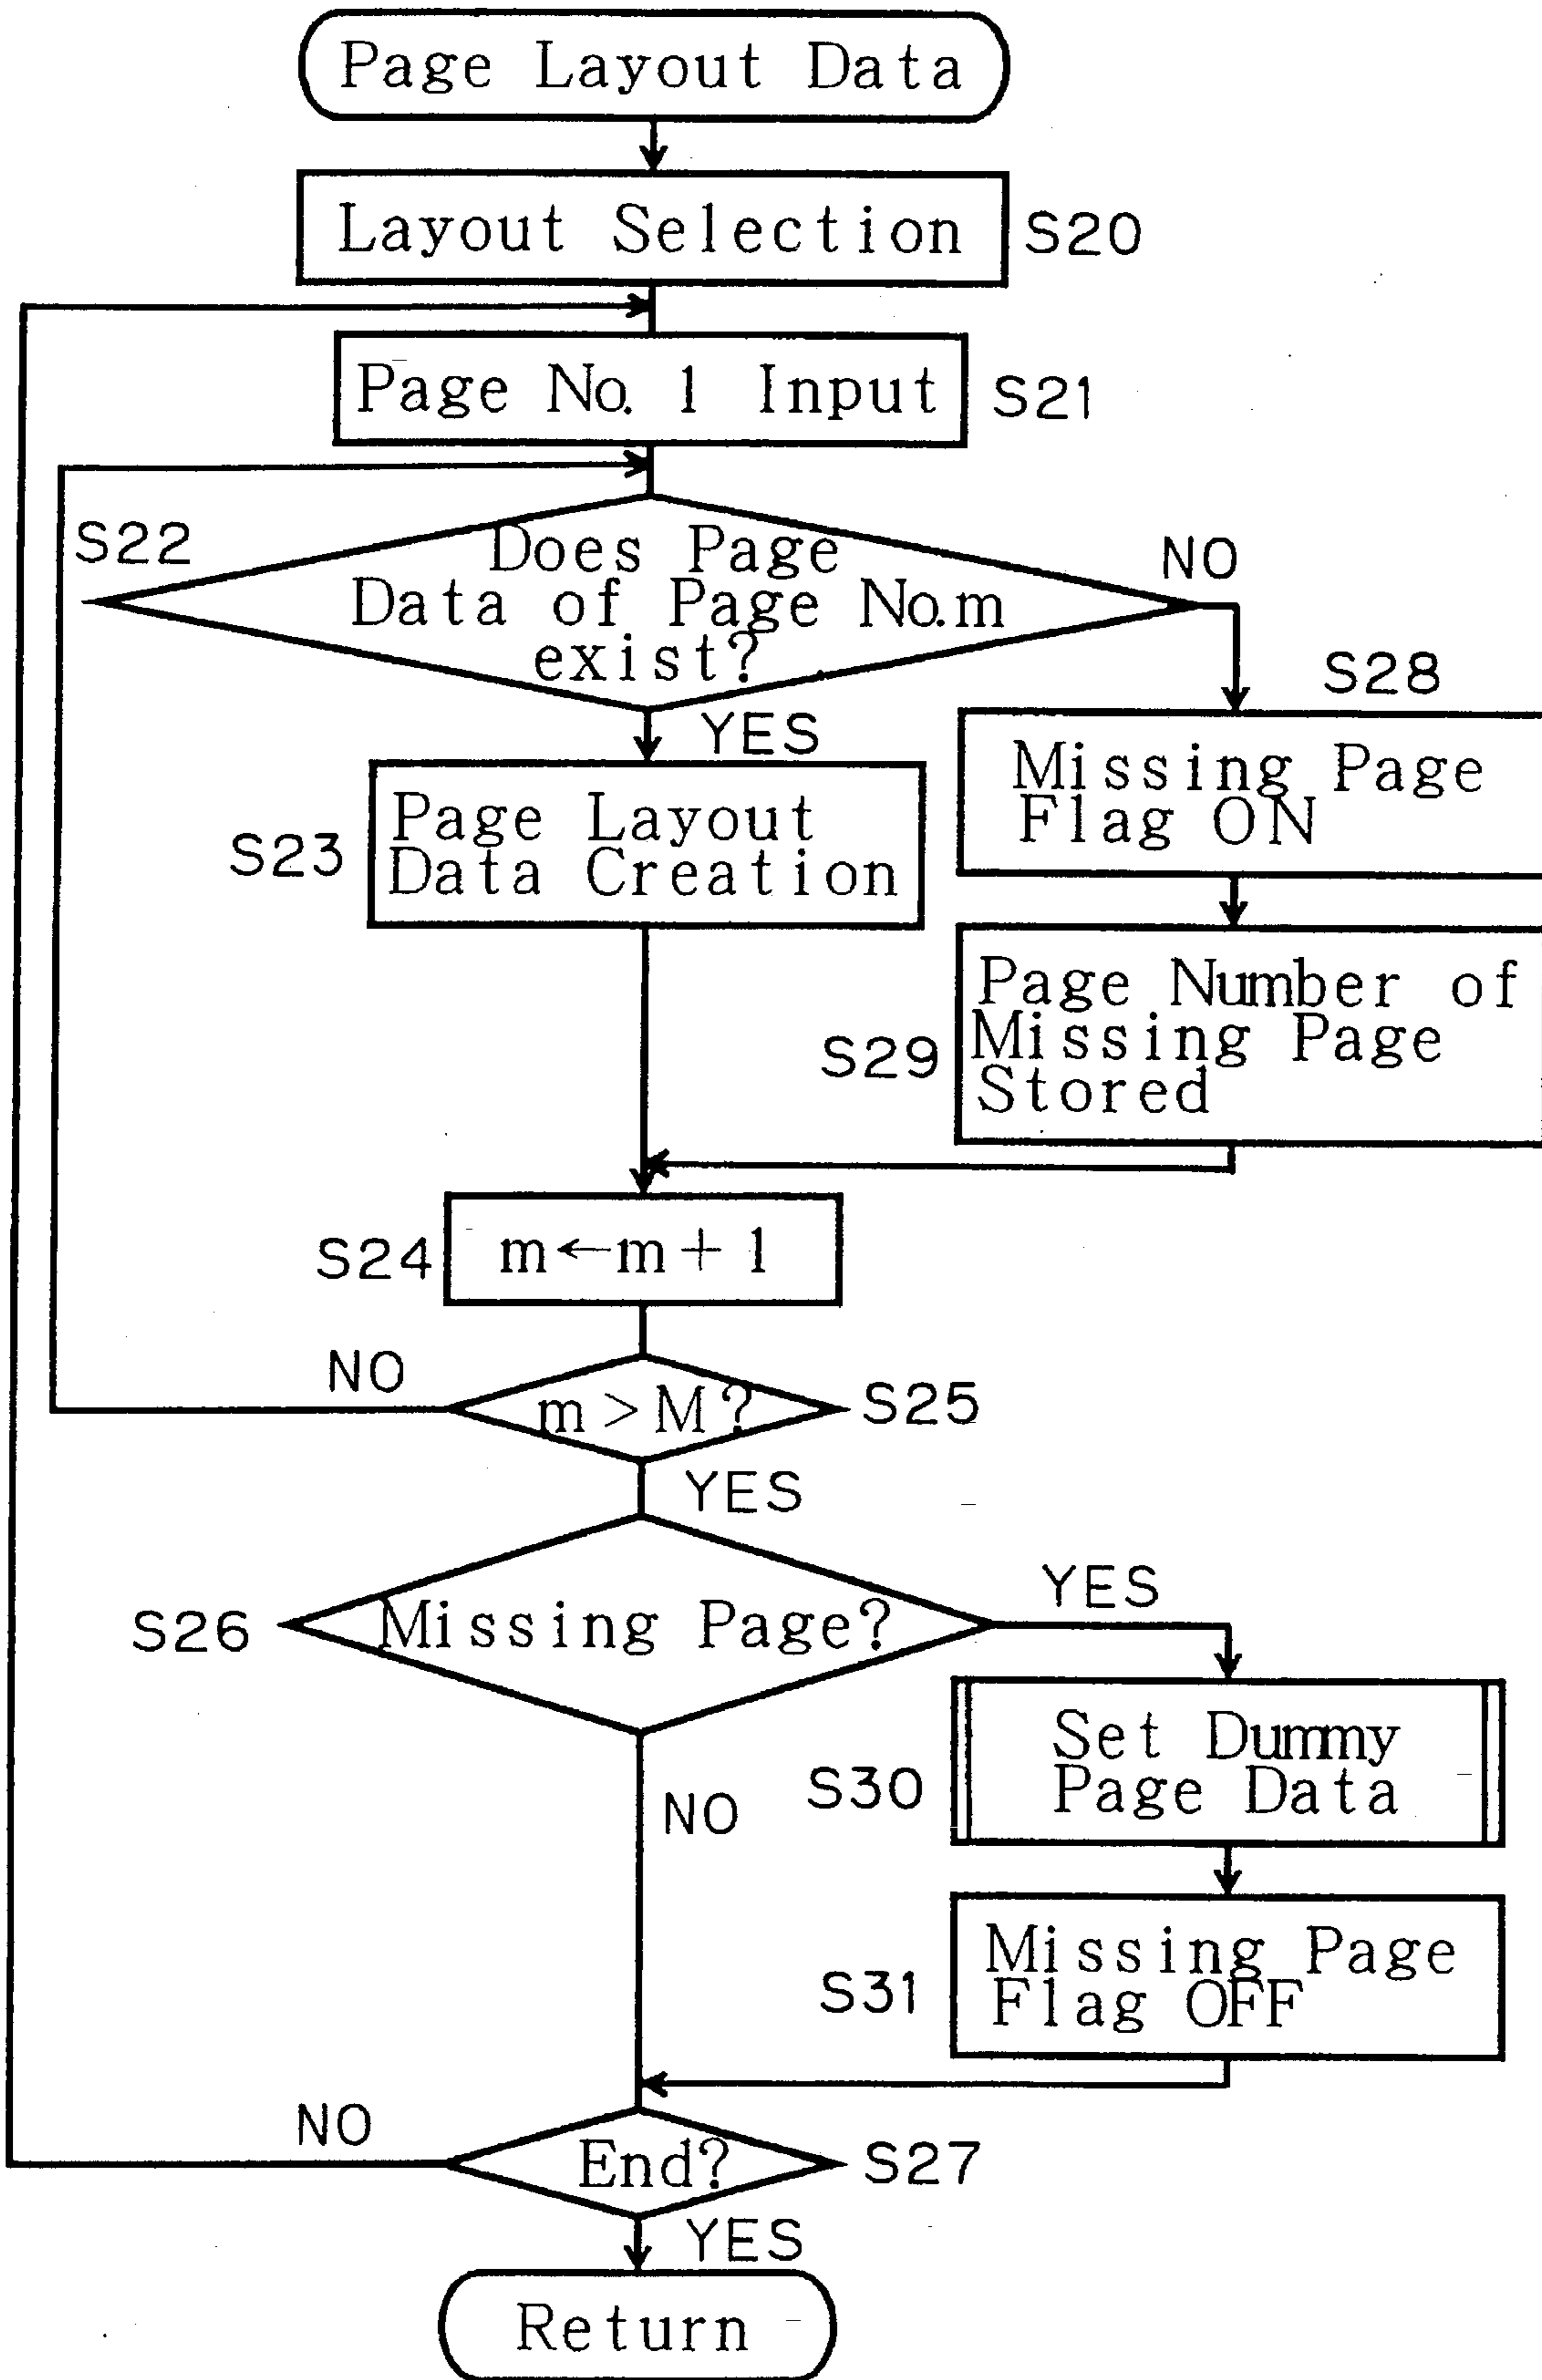 Page Layout Data
Layout Selection
S20
Page No. 1 Input
S21
S22
Does Page
Data of Page No.m
exist?
NO
YES
S28
Missing Page
Flag ON
S23
Page Layout
Data Creation
S29
Page Number of
Missing Page
Stored
S24
m←m+1
NO
m>M?
S25
YES
S26
Missing Page?
YES
NO
S30
Set Dummy
Page Data
S31
Missing Page
Flag OFF
NO
End?
S27
YES
Return